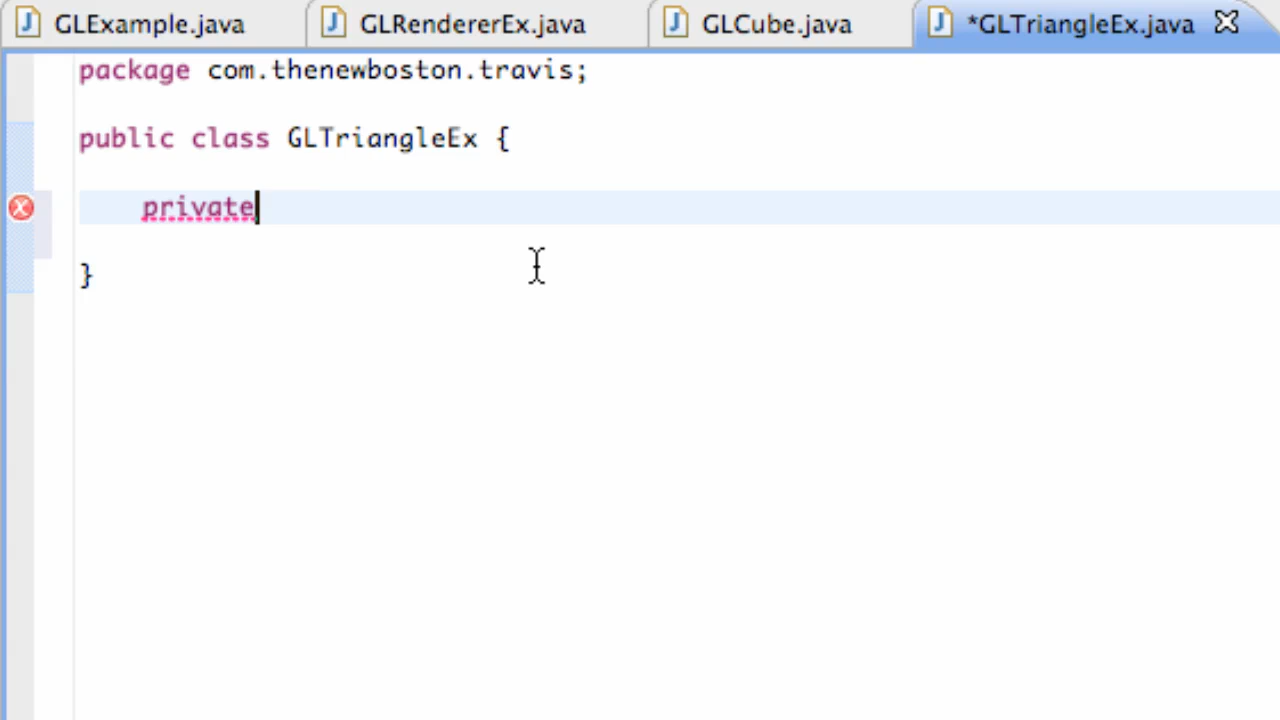 GLExample.java GLRendererEx.java GLCube.java *GLTriangleEx.java
package com.thenewboston.travis;
public class GLTriangleEx {
private
}